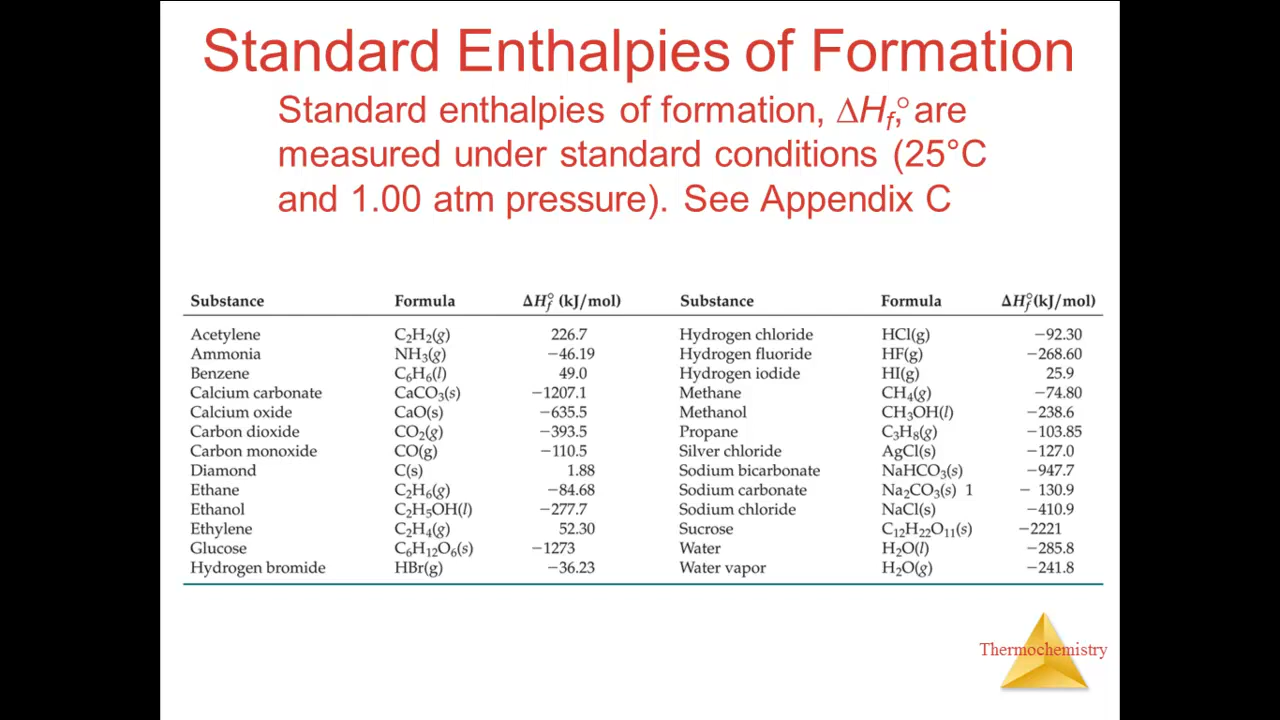 Standard Enthalpies of Formation
Standard enthalpies of formation, ΔHf,° are
measured under standard conditions (25°C
and 1.00 atm pressure). See Appendix C
Substance Formula ΔHf° (kJ/mol) Substance Formula ΔHf°(kJ/mol)
Acetylene C₂H₂(g) 226.7 Hydrogen chloride HCl(g) −92.30
Ammonia NH₃(g) −46.19 Hydrogen fluoride HF(g) −268.60
Benzene C₆H₆(l) 49.0 Hydrogen iodide HI(g) 25.9
Calcium carbonate CaCO₃(s) −1207.1 Methane CH₄(g) −74.80
Calcium oxide CaO(s) −635.5 Methanol CH₃OH(l) −238.6
Carbon dioxide CO₂(g) −393.5 Propane C₃H₈(g) −103.85
Carbon monoxide CO(g) −110.5 Silver chloride AgCl(s) −127.0
Diamond C(s) 1.88 Sodium bicarbonate NaHCO₃(s) −947.7
Ethane C₂H₆(g) −84.68 Sodium carbonate Na₂CO₃(s) 1 − 130.9
Ethanol C₂H₅OH(l) −277.7 Sodium chloride NaCl(s) −410.9
Ethylene C₂H₄(g) 52.30 Sucrose C₁₂H₂₂O₁₁(s) −2221
Glucose C₆H₁₂O₆(s) −1273 Water H₂O(l) −285.8
Hydrogen bromide HBr(g) −36.23 Water vapor H₂O(g) −241.8
Thermochemistry